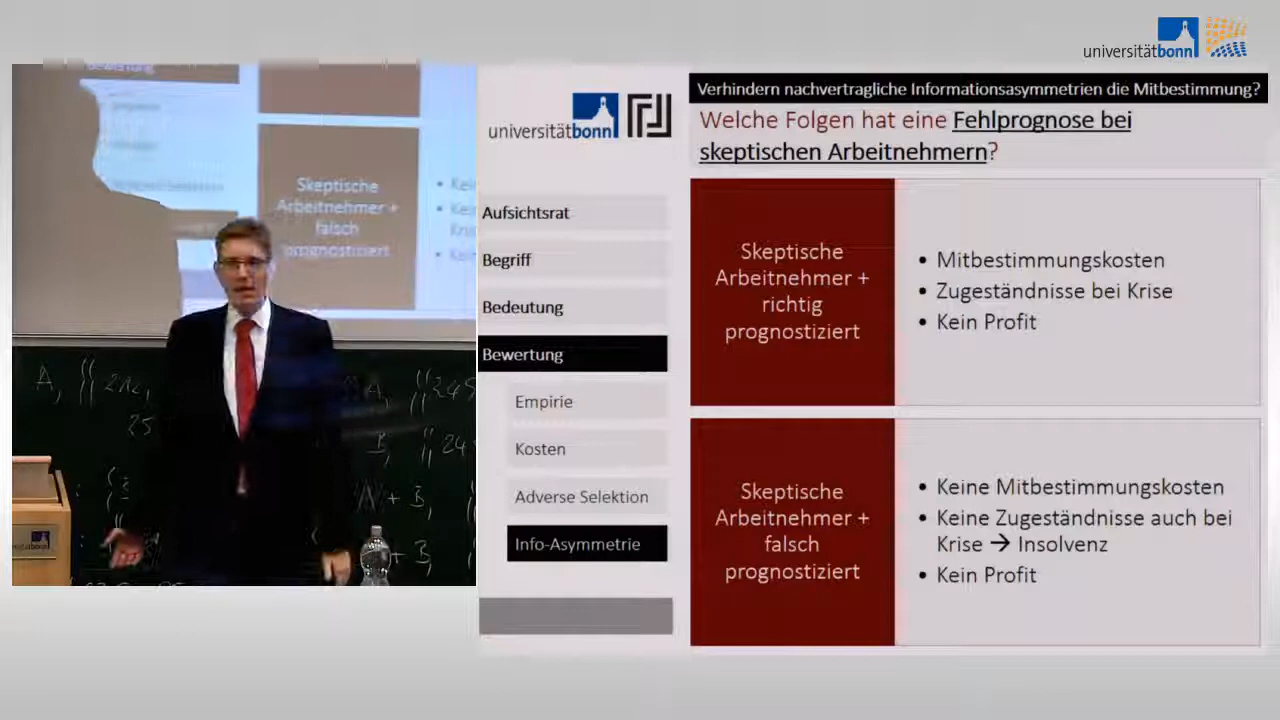 universitätbonn
Verhindern nachvertragliche Informationsasymmetrien die Mitbestimmung?
universitätbonn
Welche Folgen hat eine Fehlprognose bei
skeptischen Arbeitnehmern?
Aufsichtsrat
Begriff
Bedeutung
Bewertung
Empirie
Kosten
Adverse Selektion
Info-Asymmetrie
Skeptische
Arbeitnehmer +
richtig
prognostiziert
• Mitbestimmungskosten
• Zugeständnisse bei Krise
• Kein Profit
Skeptische
Arbeitnehmer +
falsch
prognostiziert
• Keine Mitbestimmungskosten
• Keine Zugeständnisse auch bei
Krise → Insolvenz
• Kein Profit
Skeptische
Arbeitnehmer +
falsch
prognostiziert
universitätbonn